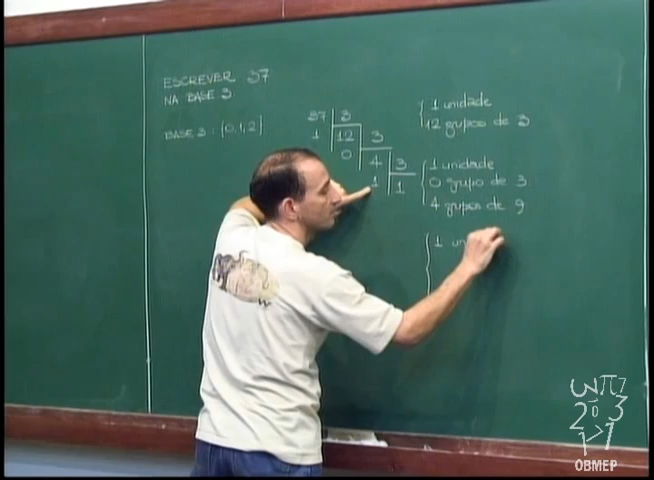 ESCREVER 37
NA BASE 3
BASE 3 : {0,1,2}
37 3
1 12 3
0 4 3
1 1
1 unidade
12 grupos de 3
1 unidade
0 grupo de 3
4 grupos de 9
1
OBMEP